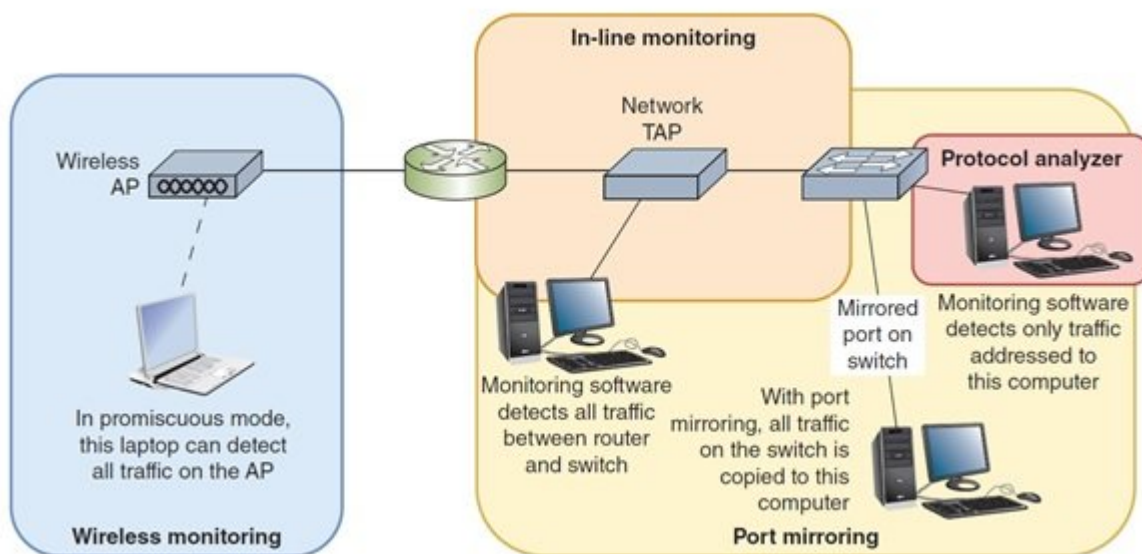 In-line monitoring
Network
TAP
Wireless
AP
Protocol analyzer
In promiscuous mode,
this laptop can detect
all traffic on the AP
Wireless monitoring
Monitoring software
detects all traffic
between router
and switch
Mirrored
port on
switch
With port
mirroring, all traffic
on the switch is
copied to this
computer
Monitoring software
detects only traffic
addressed to
this computer
Port mirroring